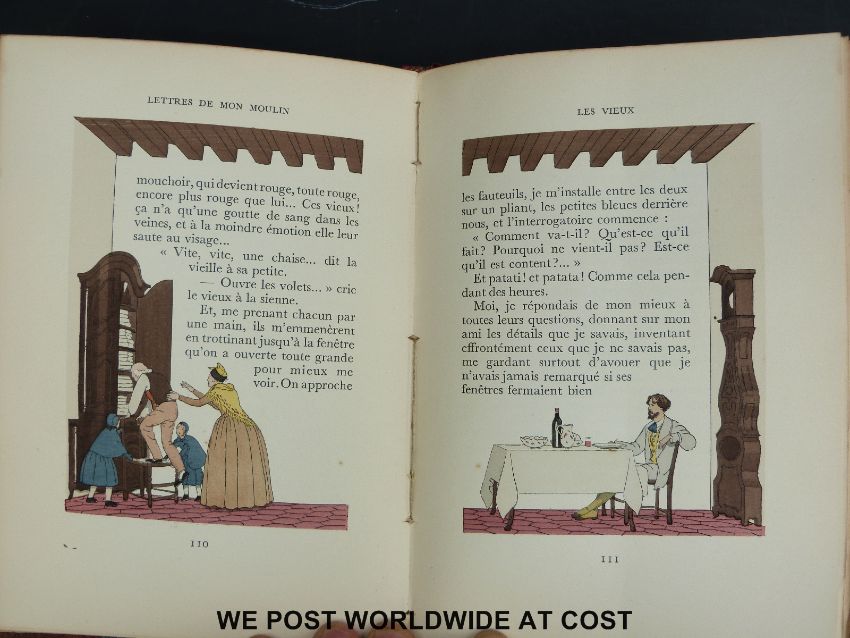 LETTRES DE MON MOULIN
mouchoir, qui devient rouge, toute rouge,
encore plus rouge que lui... Ces vieux!
ça n'a qu'une goutte de sang dans les
veines, et à la moindre émotion elle leur
saute au visage...
« Vite, vite, une chaise... dit la
vieille à sa petite.
— Ouvre les volets... » crie
le vieux à la sienne.
Et, me prenant chacun par
une main, ils m'emmenèrent
en trottinant jusqu'à la fenêtre
qu'on a ouverte toute grande
pour mieux me
voir. On approche
110
LES VIEUX
les fauteuils, je m'installe entre les deux
sur un pliant, les petites bleues derrière
nous, et l'interrogatoire commence :
« Comment va-t-il? Qu'est-ce qu'il
fait? Pourquoi ne vient-il pas? Est-ce
qu'il est content?... »
Et patati! et patata! Comme cela pen-
dant des heures.
Moi, je répondais de mon mieux à
toutes leurs questions, donnant sur mon
ami les détails que je savais, inventant
effrontément ceux que je ne savais pas,
me gardant surtout d'avouer que je
n'avais jamais remarqué si ses
fenêtres fermaient bien
111
WE POST WORLDWIDE AT COST